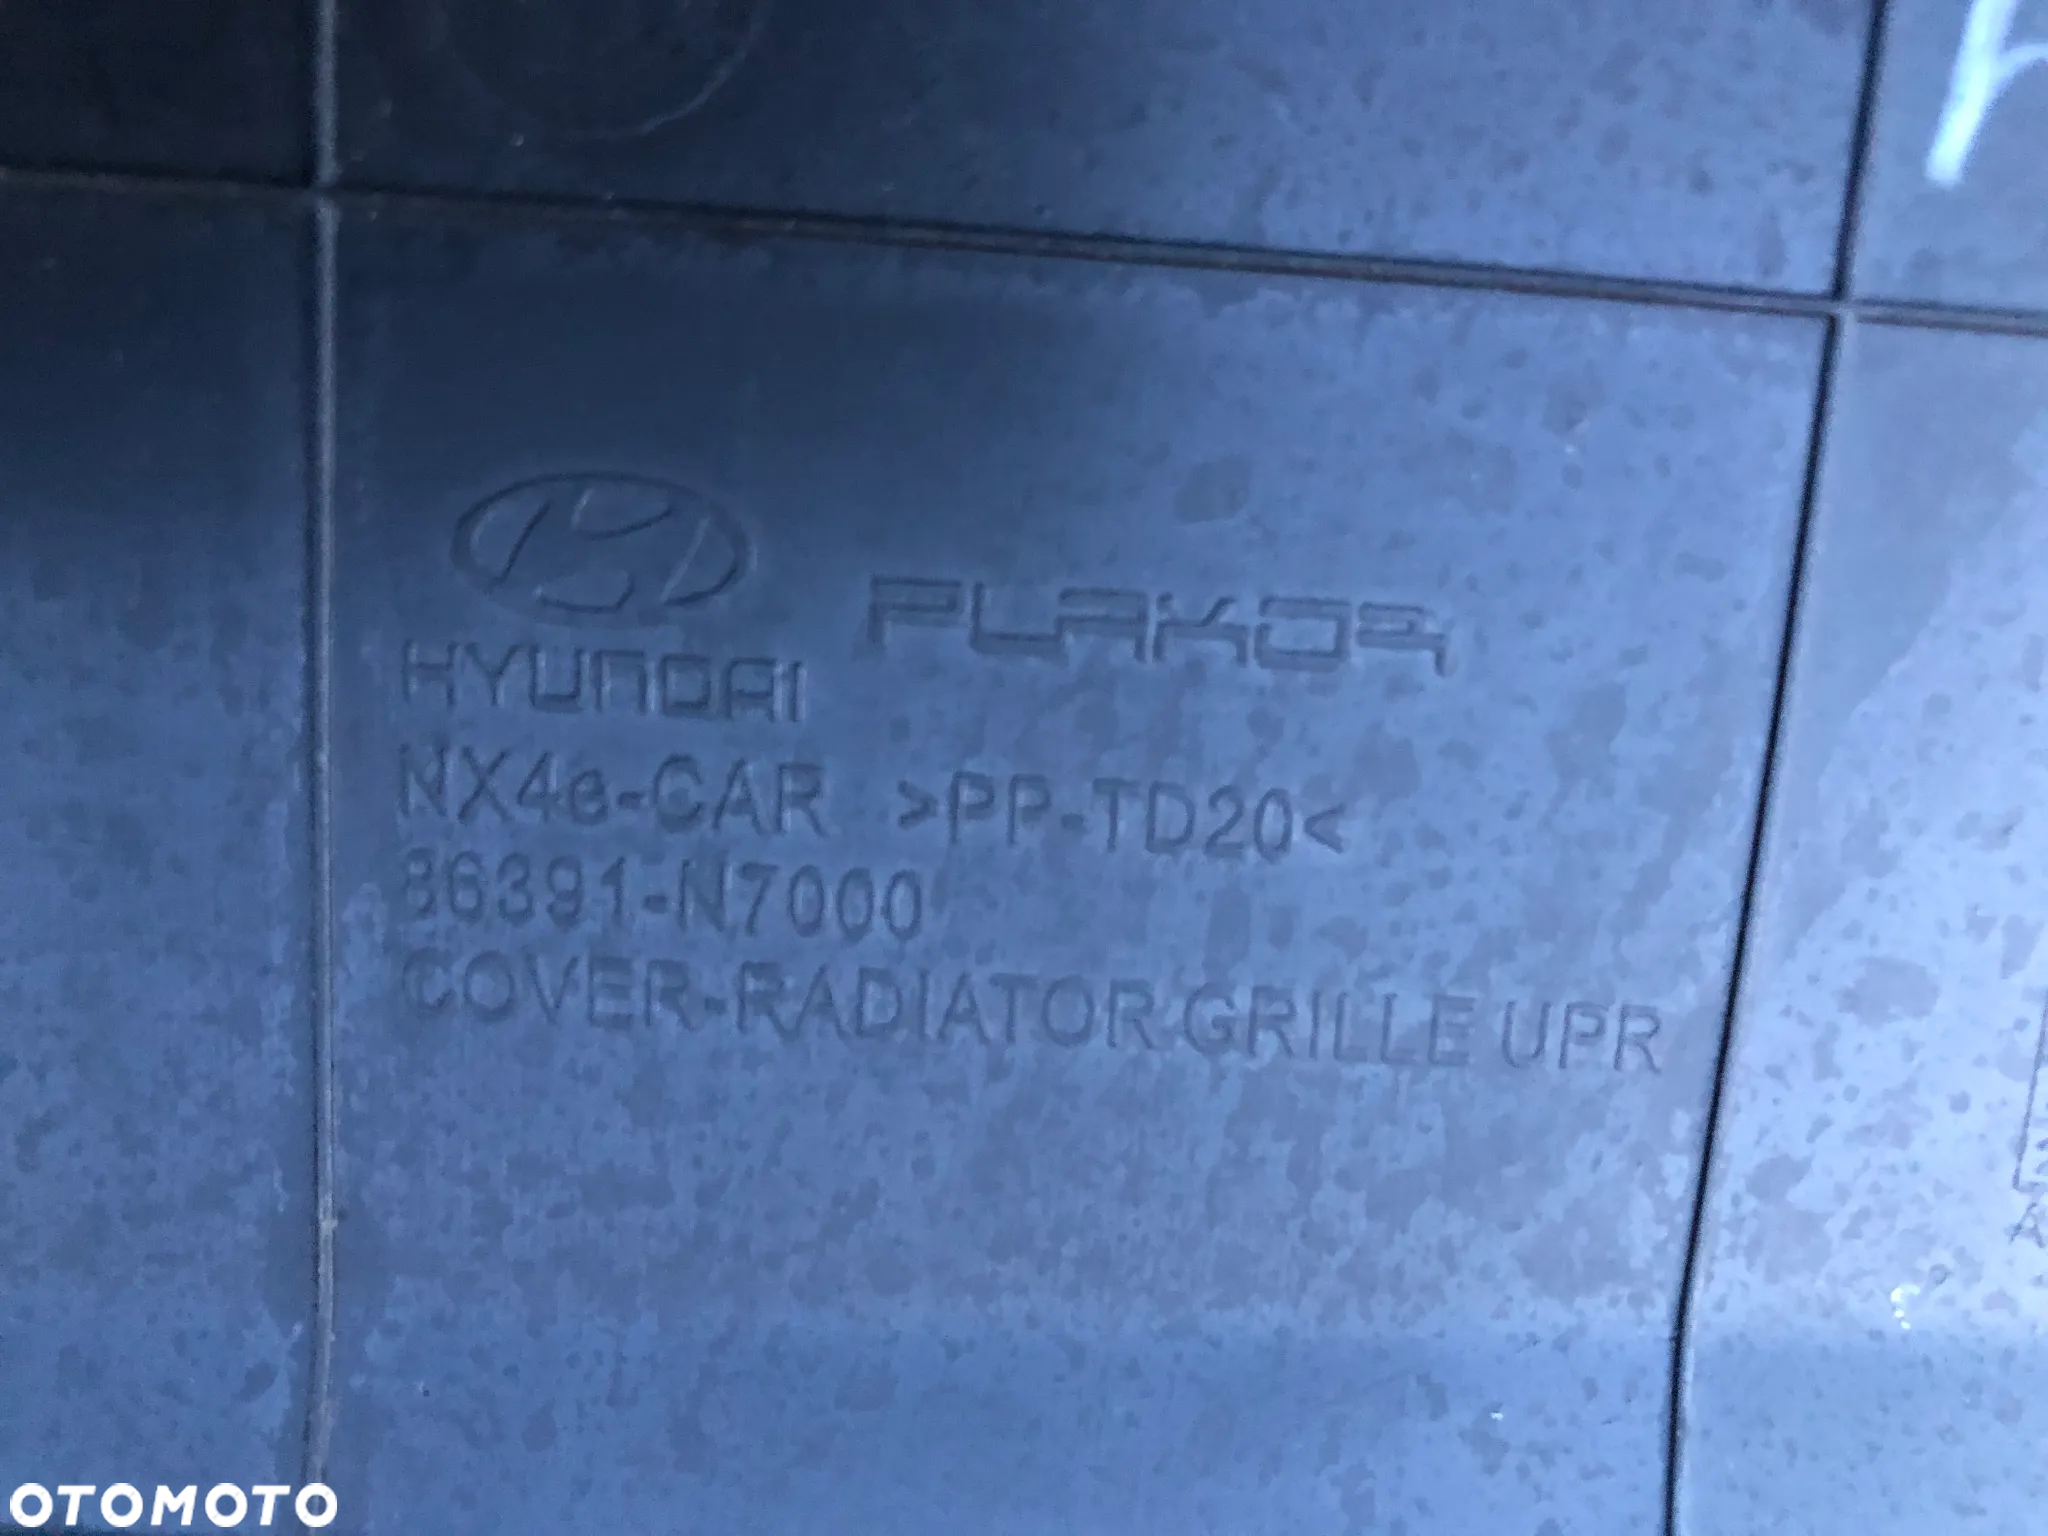 HYUNDAI PLAKOR
NX4e-CAR >PP-TD20<
86391-N7000
COVER-RADIATOR GRILLE UPR
OTOMOTO